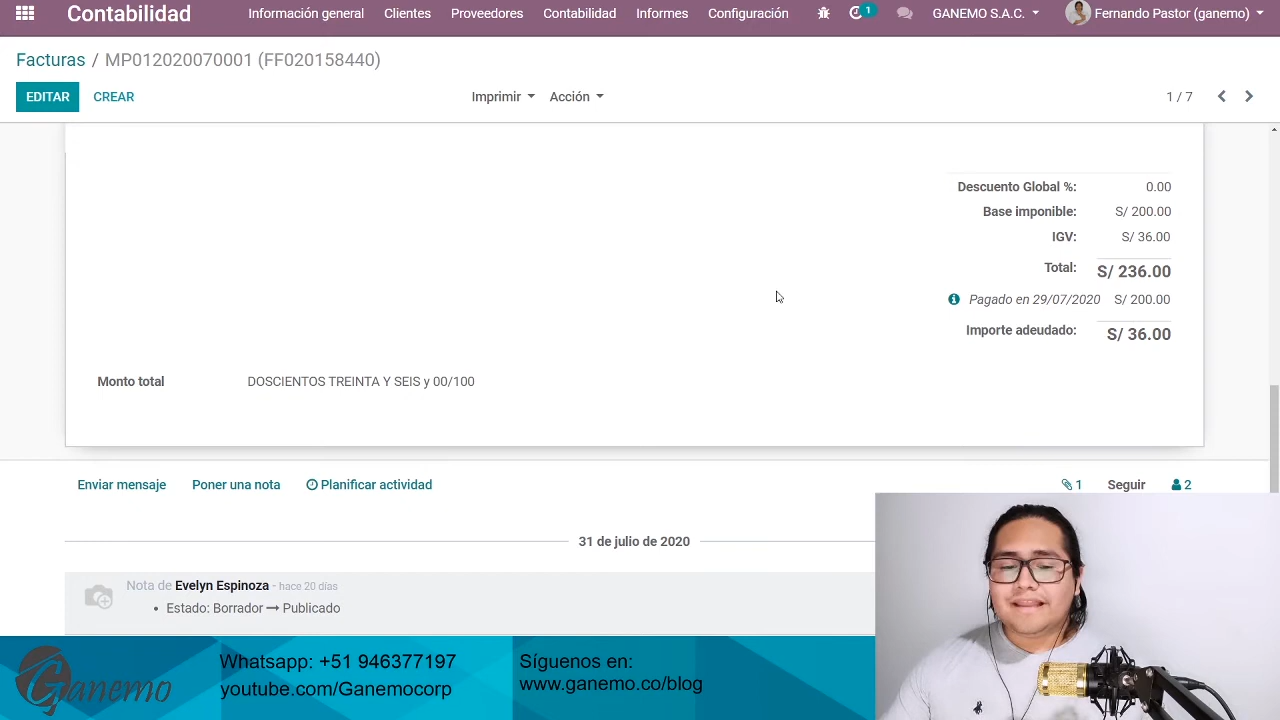 Contabilidad Información general Clientes Proveedores Contabilidad Informes Configuración 1 GANEMO S.A.C. Fernando Pastor (ganemo)
Facturas / MP012020070001 (FF020158440)
EDITAR CREAR Imprimir Acción 1 / 7
Descuento Global %: 0.00
Base imponible: S/ 200.00
IGV: S/ 36.00
Total: S/ 236.00
Pagado en 29/07/2020 S/ 200.00
Importe adeudado: S/ 36.00
Monto total DOSCIENTOS TREINTA Y SEIS y 00/100
Enviar mensaje Poner una nota Planificar actividad 1 Seguir 2
31 de julio de 2020
Nota de Evelyn Espinoza - hace 20 días
• Estado: Borrador → Publicado
Ganemo
Whatsapp: +51 946377197
youtube.com/Ganemocorp
Síguenos en:
www.ganemo.co/blog